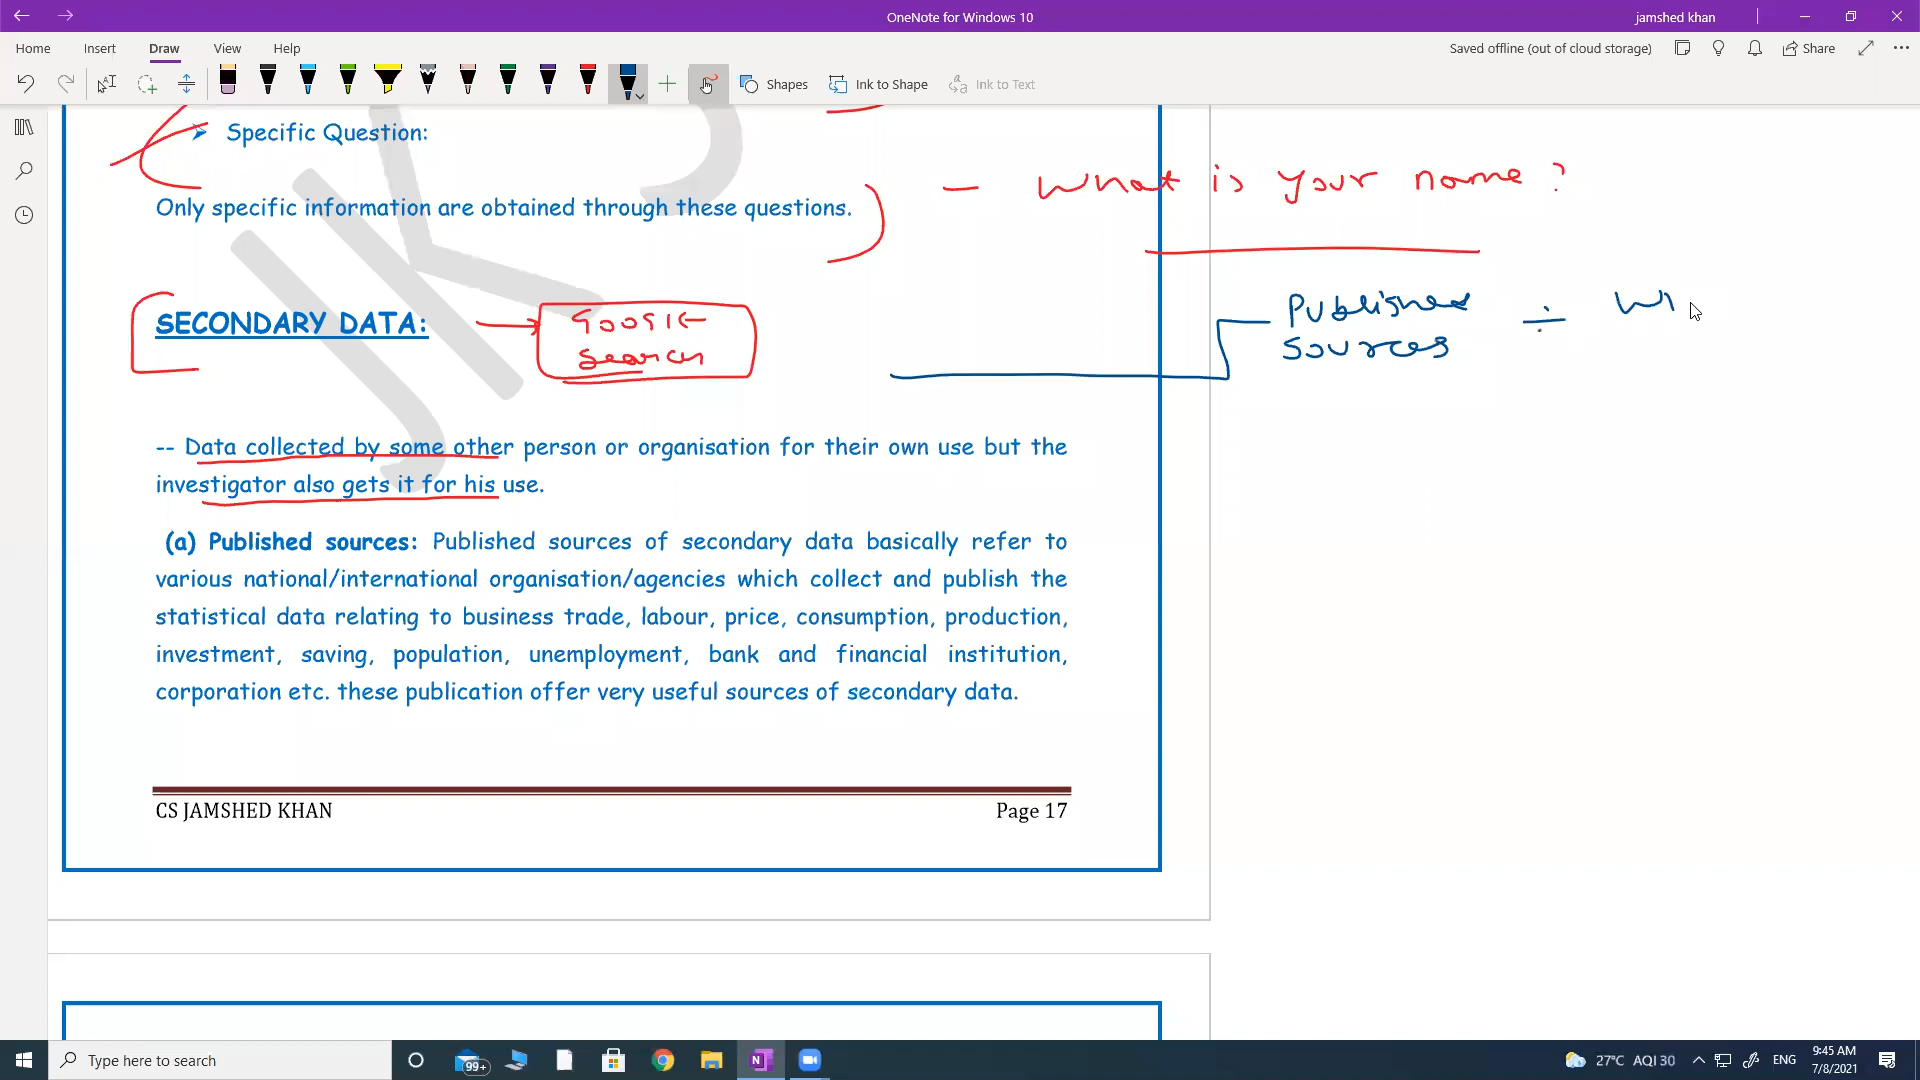 OneNote for Windows 10
jamshed khan
Home Insert Draw View Help
Saved offline (out of cloud storage) Share
Shapes Ink to Shape Ink to Text
➤ Specific Question:
Only specific information are obtained through these questions.
— What is your name ?
SECONDARY DATA:
Google
Search
Published
Sources
JKS
-- Data collected by some other person or organisation for their own use but the
investigator also gets it for his use.
(a) Published sources: Published sources of secondary data basically refer to
various national/international organisation/agencies which collect and publish the
statistical data relating to business trade, labour, price, consumption, production,
investment, saving, population, unemployment, bank and financial institution,
corporation etc. these publication offer very useful sources of secondary data.
CS JAMSHED KHAN Page 17
Type here to search
99+
27°C AQI 30
ENG
9:45 AM
7/8/2021